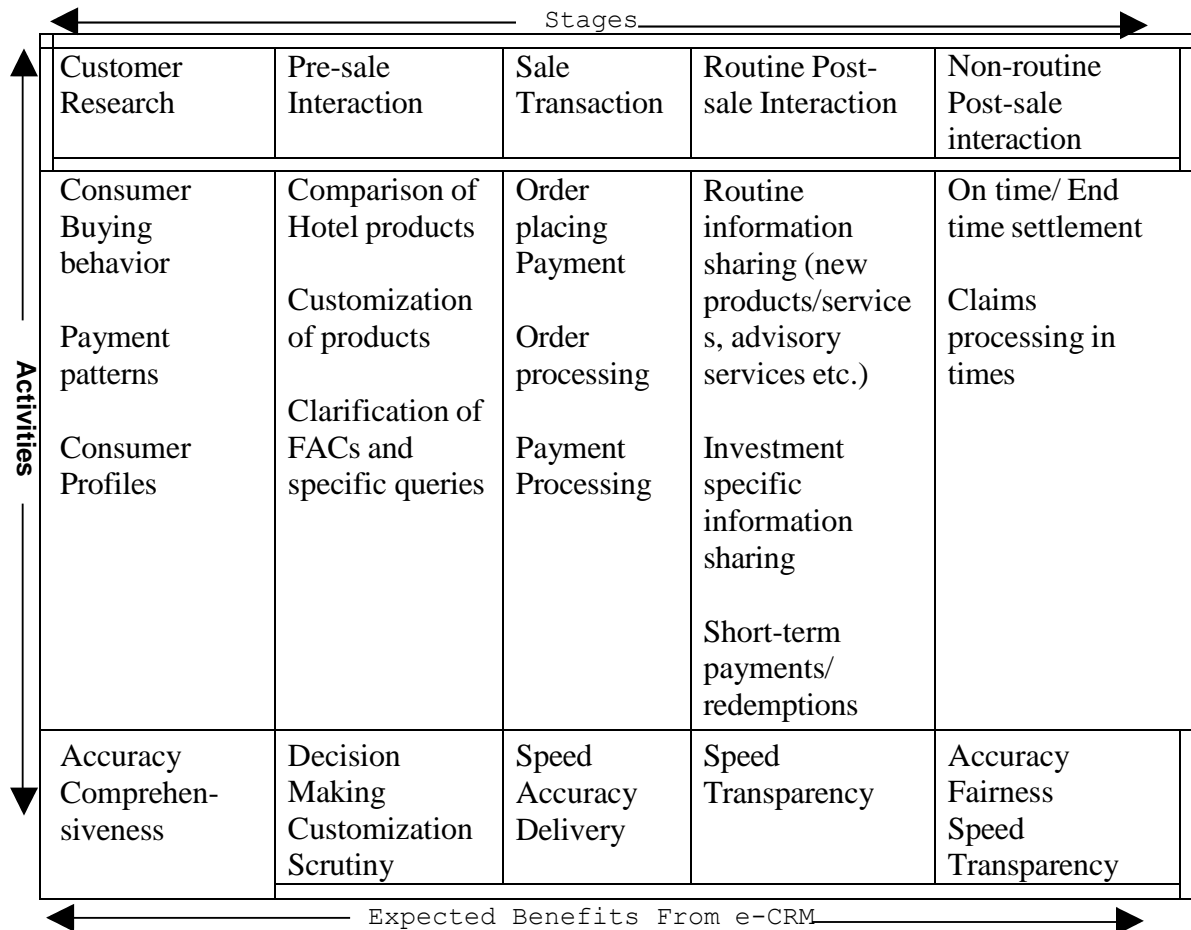 Stages
Customer
Research
Pre-sale
Interaction
Sale
Transaction
Routine Post-
sale Interaction
Non-routine
Post-sale
interaction
Activities
Consumer
Buying
behavior
Payment
patterns
Consumer
Profiles
Comparison of
Hotel products
Customization
of products
Clarification of
FACs and
specific queries
Order
placing
Payment
Order
processing
Payment
Processing
Routine
information
sharing (new
products/service
s, advisory
services etc.)
Investment
specific
information
sharing
Short-term
payments/
redemptions
On time/ End
time settlement
Claims
processing in
times
Accuracy
Comprehen-
siveness
Decision
Making
Customization
Scrutiny
Speed
Accuracy
Delivery
Speed
Transparency
Accuracy
Fairness
Speed
Transparency
Expected Benefits From e-CRM